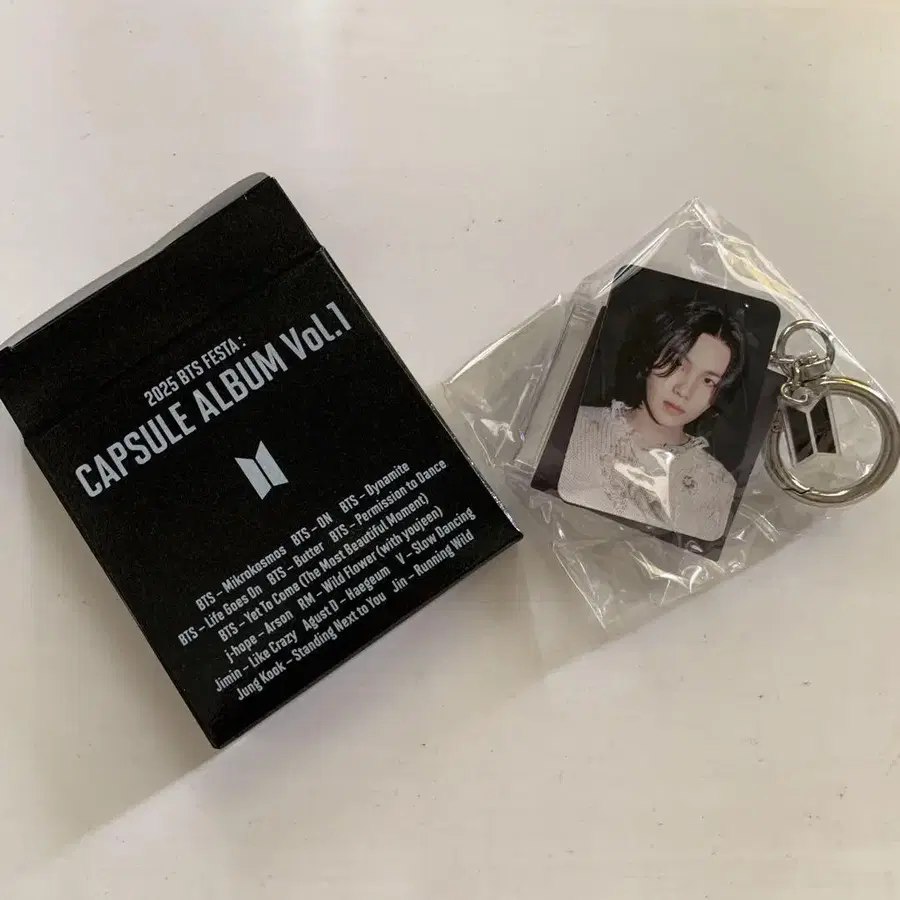 2025 BTS FESTA :
CAPSULE ALBUM VoL.1
BTS – Mikrokosmos BTS – ON BTS – Dynamite
BTS – Life Goes On BTS – Butter BTS – Permission to Dance
BTS – Yet To Come (The Most Beautiful Moment)
j-hope – Arson RM – Wild Flower (with youjeen)
Jimin – Like Crazy Agust D – Haegeum V – Slow Dancing
Jung Kook – Standing Next to You Jin – Running Wild